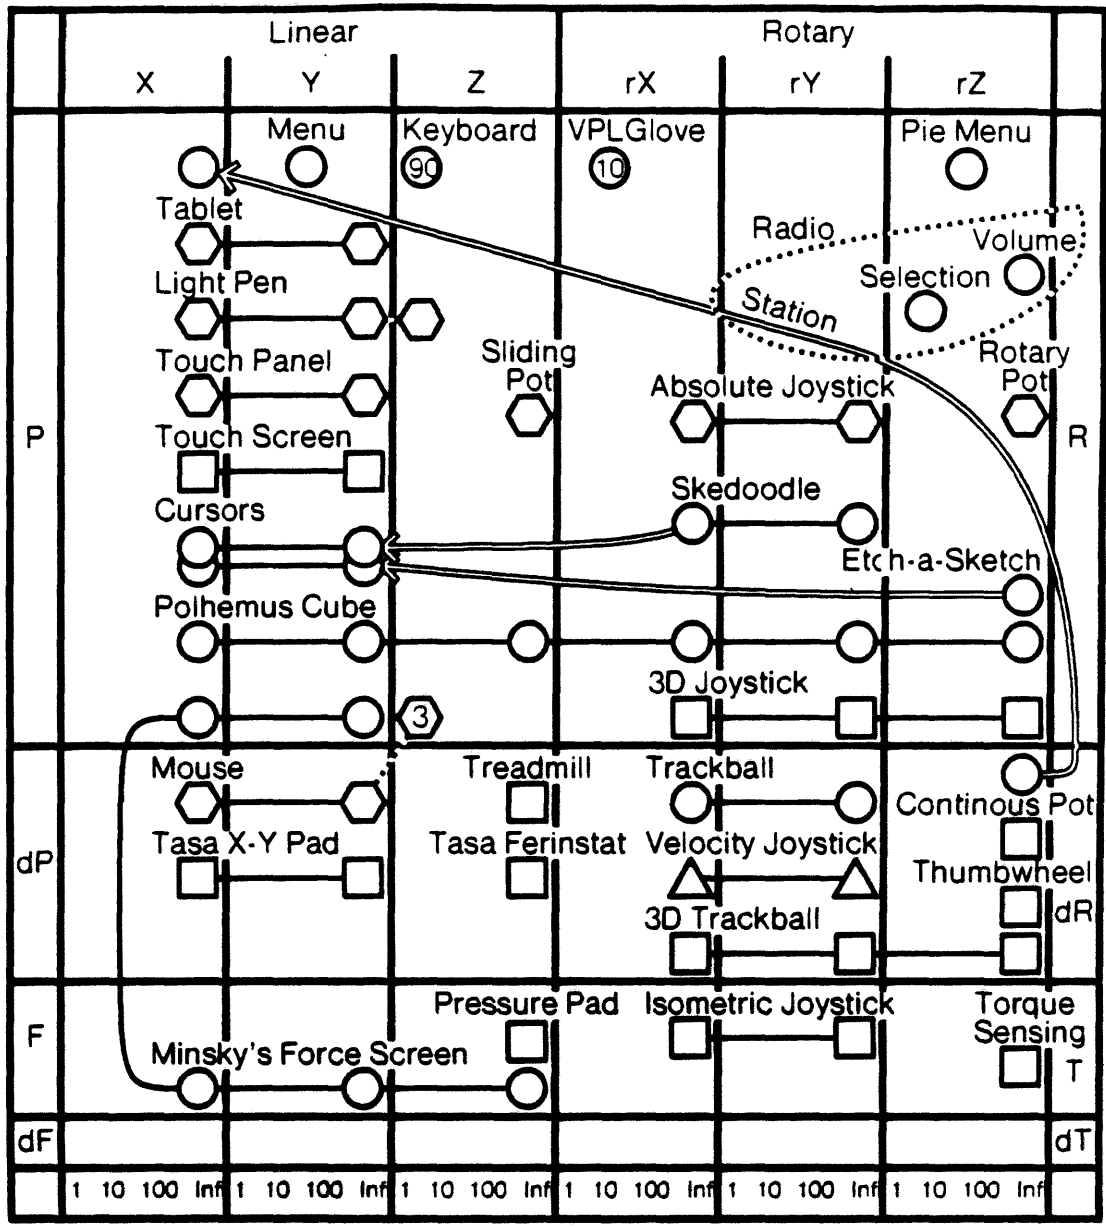 Linear Rotary
X Y Z rX rY rZ
Menu Keyboard VPLGlove Pie Menu
90 10
Tablet Radio
Volume
Light Pen Selection
Station
Sliding Rotary
Touch Panel Pot Pot
Absolute Joystick
P R
Touch Screen
Skedoodle
Cursors
Etch-a-Sketch
Polhemus Cube
3D Joystick
3
Mouse Treadmill Trackball
Continous Pot
Tasa X-Y Pad Tasa Ferinstat Velocity Joystick
dP Thumbwheel
3D Trackball dR
Pressure Pad Isometric Joystick Torque
F Sensing
Minsky's Force Screen T
dF dT
1 10 100 Inf 1 10 100 Inf 1 10 100 Inf 1 10 100 Inf 1 10 100 Inf 1 10 100 Inf